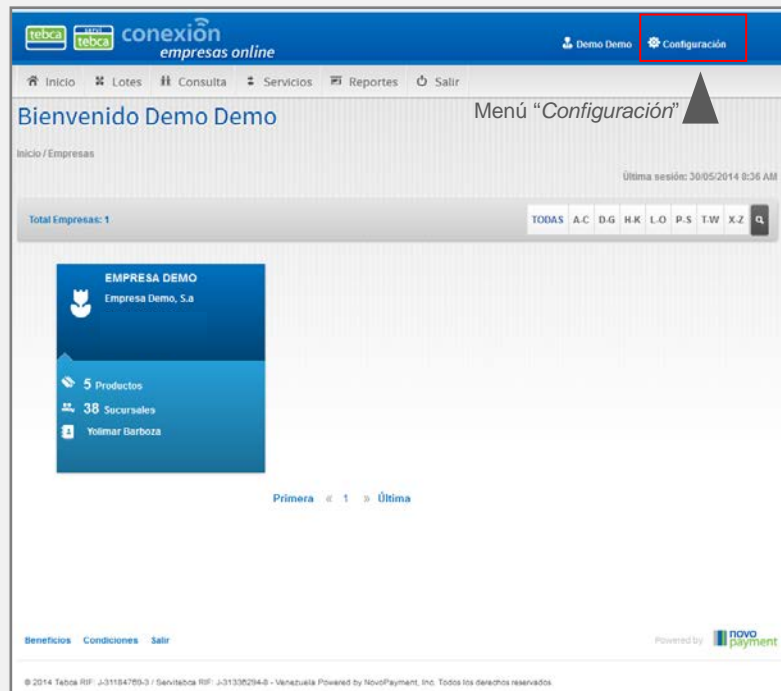 tebca servi tebca conexión
empresas online
Demo Demo Configuración
Inicio Lotes Consulta Servicios Reportes Salir
Bienvenido Demo Demo
Menú “Configuración”
Inicio / Empresas
Última sesión: 30/05/2014 8:36 AM
Total Empresas: 1
TODAS A-C D-G H-K L-O P-S T-W X-Z
EMPRESA DEMO
Empresa Demo, S.a
5 Productos
38 Sucursales
Yolimar Barboza
Primera « 1 » Última
Beneficios Condiciones Salir
Powered by novo payment
© 2014 Tebca RIF: J-31184769-3 / Servitebca RIF: J-31336294-8 - Venezuela Powered by NovoPayment, Inc. Todos los derechos reservados.